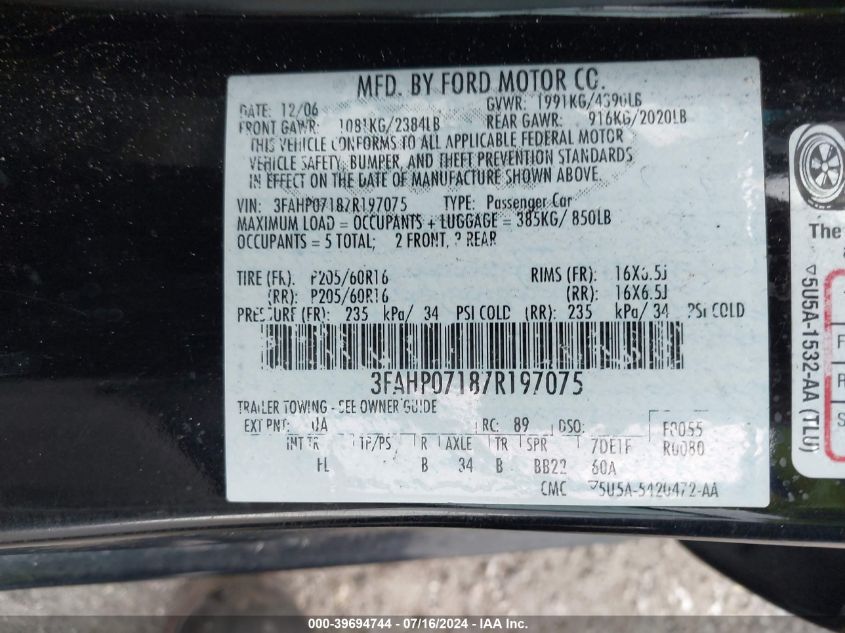 MFD. BY FORD MOTOR CO.
DATE: 12/06 GVWR: 1991KG/4390LB
FRONT GAWR: 1081KG/2384LB REAR GAWR: 916KG/2020LB
THIS VEHICLE CONFORMS TO ALL APPLICABLE FEDERAL MOTOR
VEHICLE SAFETY, BUMPER, AND THEFT PREVENTION STANDARDS
IN EFFECT ON THE DATE OF MANUFACTURE SHOWN ABOVE.
VIN: 3FAHP07187R197075 TYPE: Passenger Car
MAXIMUM LOAD = OCCUPANTS + LUGGAGE = 385KG/ 850LB
OCCUPANTS = 5 TOTAL; 2 FRONT, REAR
TIRE (FR): P205/60R16 RIMS (FR): 16X6.5J
(RR): P205/60R16 (RR): 16X6.5J
PRESSURE (FR): 235 kPa/ 34 PSI COLD (RR): 235 kPa/ 34 PSI COLD
3FAHP07187R197075
TRAILER TOWING - SEE OWNER GUIDE
EXT PNT: UA RC: 89 DSO: F0055
INT TR TP/PS R AXLE TR SPR 7DE1F R0080
HL B 34 B BB22 60A
CMC ▽5U5A-5420472-AA
The
▽5U5A-1532-AA (TLU)
F
S
000-39694744 - 07/16/2024 - IAA Inc.